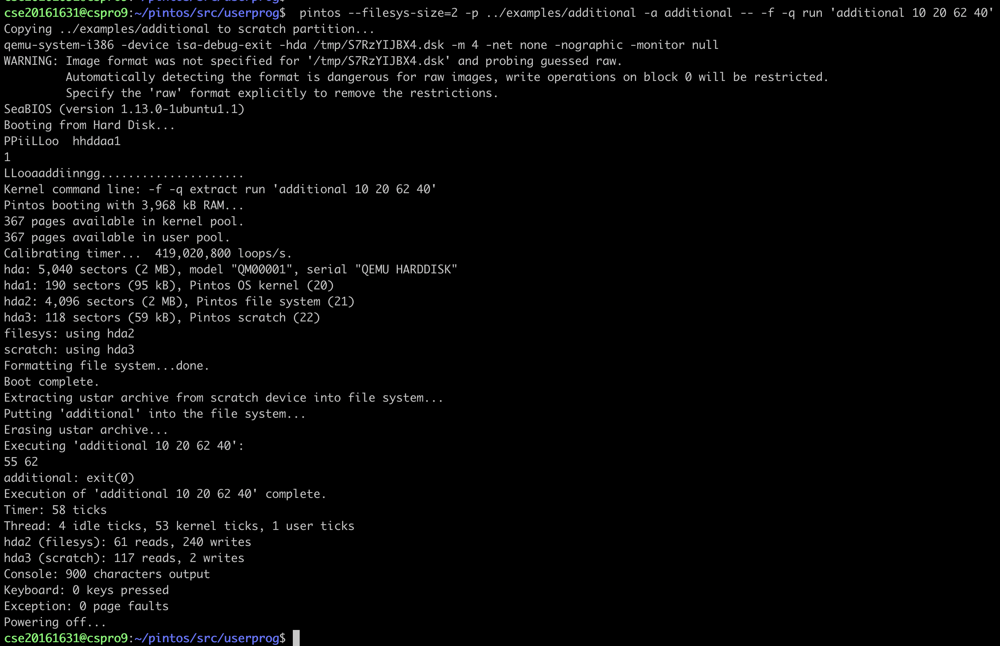 cse20161631@cspro9:~/pintos/src/userprog$
cse20161631@cspro9:~/pintos/src/userprog$  pintos --filesys-size=2 -p ../examples/additional -a additional -- -f -q run 'additional 10 20 62 40'
Copying ../examples/additional to scratch partition...
qemu-system-i386 -device isa-debug-exit -hda /tmp/S7RzYIJBX4.dsk -m 4 -net none -nographic -monitor null
WARNING: Image format was not specified for '/tmp/S7RzYIJBX4.dsk' and probing guessed raw.
         Automatically detecting the format is dangerous for raw images, write operations on block 0 will be restricted.
         Specify the 'raw' format explicitly to remove the restrictions.
SeaBIOS (version 1.13.0-1ubuntu1.1)
Booting from Hard Disk...
PPiiLLoo  hhddaa1
1
LLooaaddiinngg.....................
Kernel command line: -f -q extract run 'additional 10 20 62 40'
Pintos booting with 3,968 kB RAM...
367 pages available in kernel pool.
367 pages available in user pool.
Calibrating timer...  419,020,800 loops/s.
hda: 5,040 sectors (2 MB), model "QM00001", serial "QEMU HARDDISK"
hda1: 190 sectors (95 kB), Pintos OS kernel (20)
hda2: 4,096 sectors (2 MB), Pintos file system (21)
hda3: 118 sectors (59 kB), Pintos scratch (22)
filesys: using hda2
scratch: using hda3
Formatting file system...done.
Boot complete.
Extracting ustar archive from scratch device into file system...
Putting 'additional' into the file system...
Erasing ustar archive...
Executing 'additional 10 20 62 40':
55 62
additional: exit(0)
Execution of 'additional 10 20 62 40' complete.
Timer: 58 ticks
Thread: 4 idle ticks, 53 kernel ticks, 1 user ticks
hda2 (filesys): 61 reads, 240 writes
hda3 (scratch): 117 reads, 2 writes
Console: 900 characters output
Keyboard: 0 keys pressed
Exception: 0 page faults
Powering off...
cse20161631@cspro9:~/pintos/src/userprog$